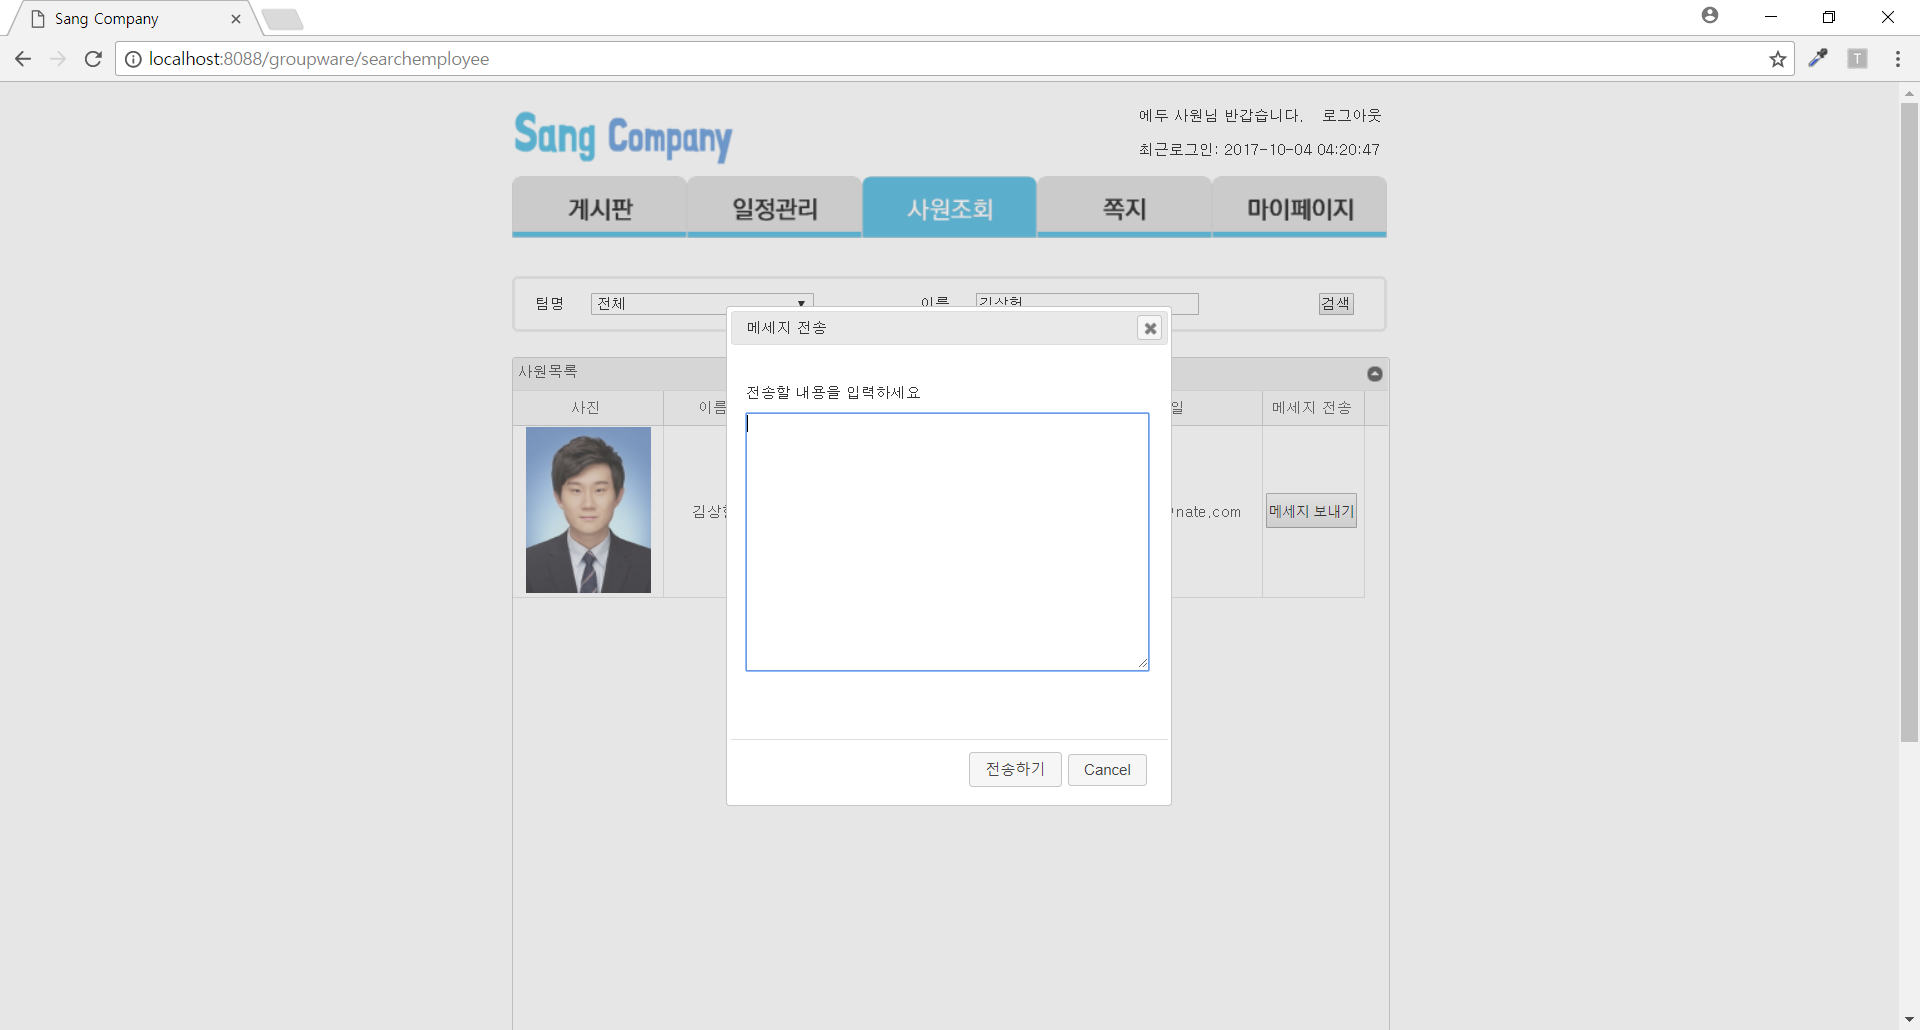 Sang Company
localhost:8088/groupware/searchemployee
T
Sang Company
에두 사원님 반갑습니다. 로그아웃
최근로그인: 2017-10-04 04:20:47
게시판 일정관리 사원조회 쪽지 마이페이지
팀명 전체 이름 검색
메세지 전송
사원목록
전송할 내용을 입력하세요
사진 이름 일 메세지 전송
김상 nate.com 메세지 보내기
전송하기 Cancel